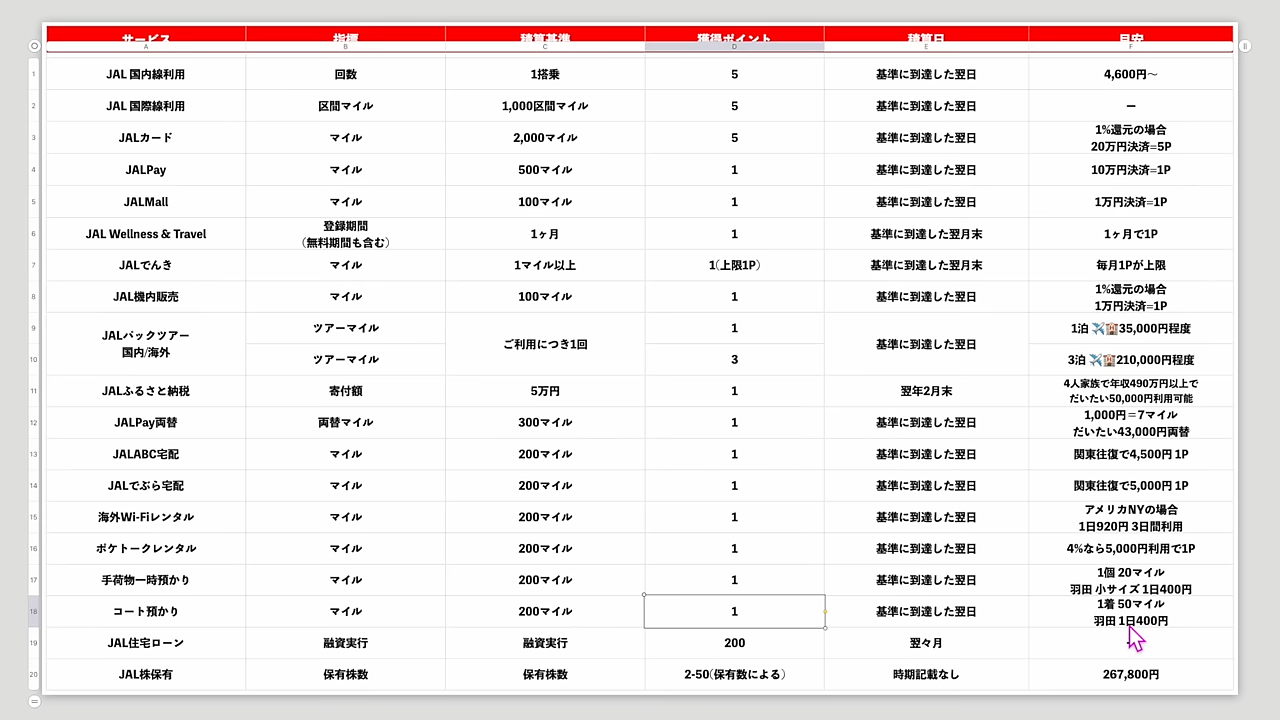 サービス 指標 積算基準 獲得ポイント 積算日 目安
A B C D E F
1 JAL 国内線利用 回数 1搭乗 5 基準に到達した翌日 4,600円〜
2 JAL 国際線利用 区間マイル 1,000区間マイル 5 基準に到達した翌日 ー
3 JALカード マイル 2,000マイル 5 基準に到達した翌日 1%還元の場合
20万円決済=5P
4 JALPay マイル 500マイル 1 基準に到達した翌日 10万円決済=1P
5 JALMall マイル 100マイル 1 基準に到達した翌日 1万円決済=1P
6 JAL Wellness & Travel 登録期間
（無料期間も含む） 1ヶ月 1 基準に到達した翌月末 1ヶ月で1P
7 JALでんき マイル 1マイル以上 1（上限1P） 基準に到達した翌月末 毎月1Pが上限
8 JAL機内販売 マイル 100マイル 1 基準に到達した翌日 1%還元の場合
1万円決済=1P
9 JALパックツアー
国内/海外 ツアーマイル ご利用につき1回 1 基準に到達した翌日 1泊 ✈️🏨35,000円程度
10 ツアーマイル 3 3泊 ✈️🏨210,000円程度
11 JALふるさと納税 寄付額 5万円 1 翌年2月末 4人家族で年収490万円以上で
だいたい50,000円利用可能
12 JALPay両替 両替マイル 300マイル 1 基準に到達した翌日 1,000円＝7マイル
だいたい43,000円両替
13 JALABC宅配 マイル 200マイル 1 基準に到達した翌日 関東往復で4,500円 1P
14 JALでぶら宅配 マイル 200マイル 1 基準に到達した翌日 関東往復で5,000円 1P
15 海外Wi-Fiレンタル マイル 200マイル 1 基準に到達した翌日 アメリカNYの場合
1日920円 3日間利用
16 ポケトークレンタル マイル 200マイル 1 基準に到達した翌日 4%なら5,000円利用で1P
17 手荷物一時預かり マイル 200マイル 1 基準に到達した翌日 1個 20マイル
羽田 小サイズ 1日400円
18 コート預かり マイル 200マイル 1 基準に到達した翌日 1着 50マイル
羽田 1日400円
19 JAL住宅ローン 融資実行 融資実行 200 翌々月
20 JAL株保有 保有株数 保有株数 2-50（保有数による） 時期記載なし 267,800円